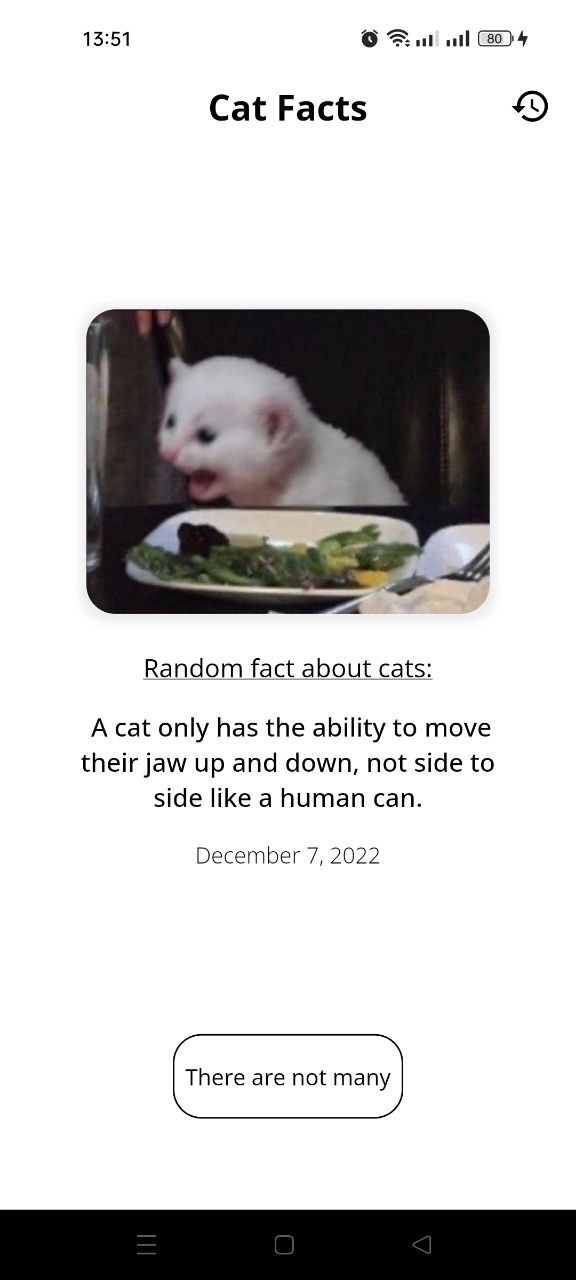 13:51
80
Cat Facts
Random fact about cats:
A cat only has the ability to move
their jaw up and down, not side to
side like a human can.
December 7, 2022
There are not many